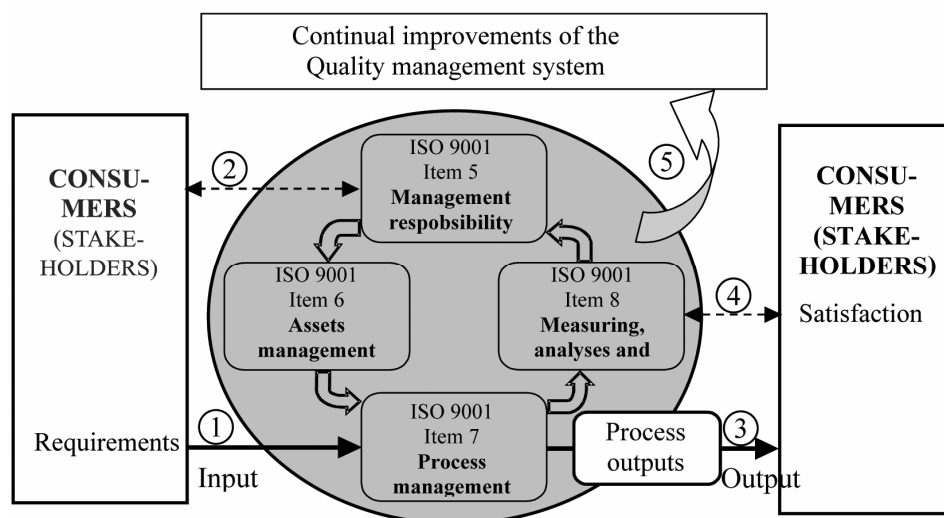 Continual improvements of the
Quality management system
CONSU-
MERS
(STAKE-
HOLDERS)
Requirements
1
Input
2
ISO 9001
Item 5
Management
respobsibility
ISO 9001
Item 6
Assets
management
ISO 9001
Item 7
Process
management
ISO 9001
Item 8
Measuring,
analyses and
5
Process
outputs
3
Output
4
CONSU-
MERS
(STAKE-
HOLDERS)
Satisfaction